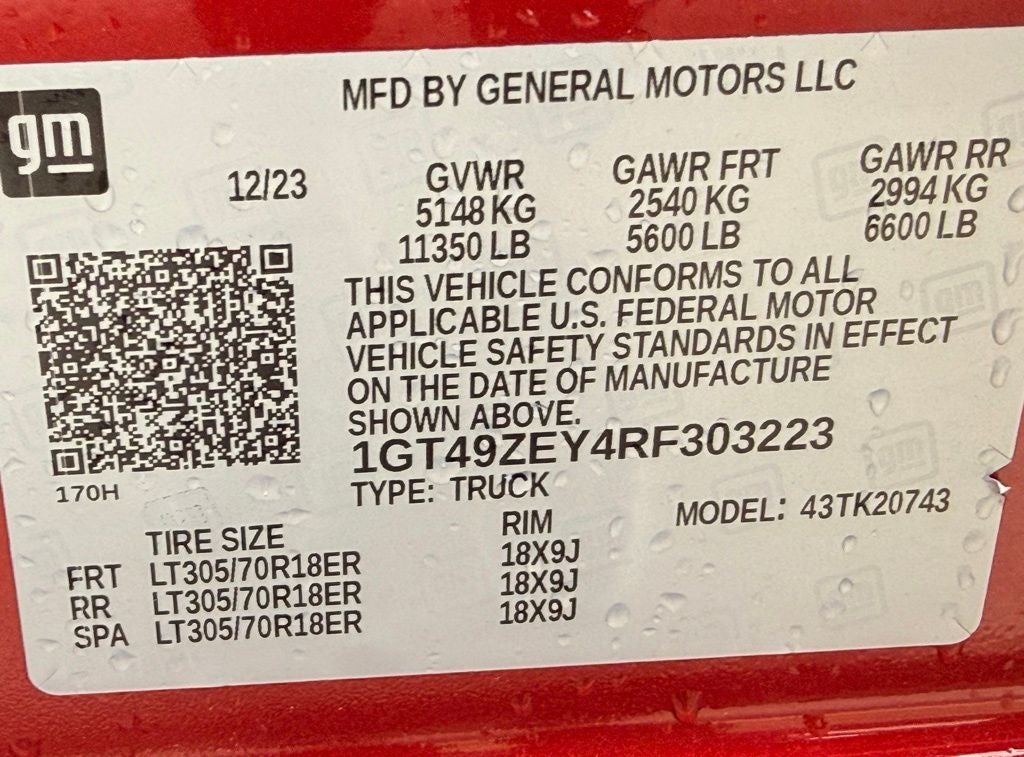 gm
MFD BY GENERAL MOTORS LLC
12/23
GVWR
5148 KG
11350 LB
GAWR FRT
2540 KG
5600 LB
GAWR RR
2994 KG
6600 LB
THIS VEHICLE CONFORMS TO ALL
APPLICABLE U.S. FEDERAL MOTOR
VEHICLE SAFETY STANDARDS IN EFFECT
ON THE DATE OF MANUFACTURE
SHOWN ABOVE.
1GT49ZEY4RF303223
170H
TYPE: TRUCK
MODEL: 43TK20743
TIRE SIZE RIM
FRT LT305/70R18ER 18X9J
RR LT305/70R18ER 18X9J
SPA LT305/70R18ER 18X9J